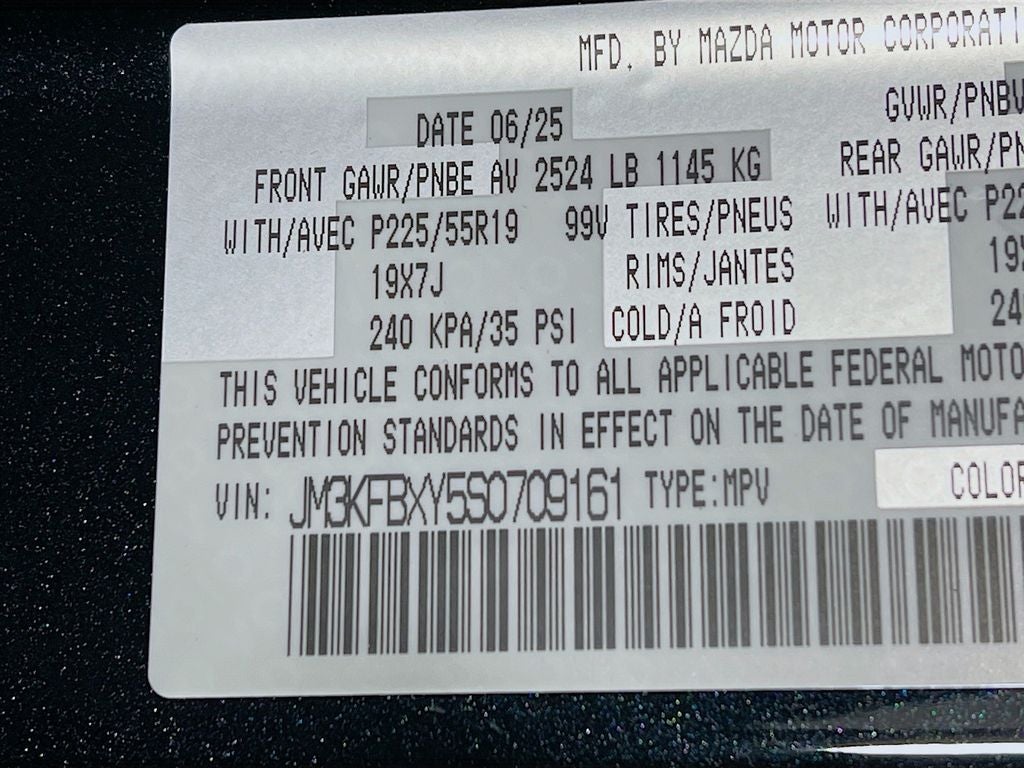 MFD. BY MAZDA MOTOR CORPORATI
DATE 06/25 GVWR/PNBV
FRONT GAWR/PNBE AV 2524 LB 1145 KG REAR GAWR/PN
WITH/AVEC P225/55R19 99V TIRES/PNEUS WITH/AVEC P22
19X7J RIMS/JANTES 19X
240 KPA/35 PSI COLD/A FROID 24
THIS VEHICLE CONFORMS TO ALL APPLICABLE FEDERAL MOTO
PREVENTION STANDARDS IN EFFECT ON THE DATE OF MANUFA
VIN: JM3KFBXY5S0709161 TYPE:MPV COLOR